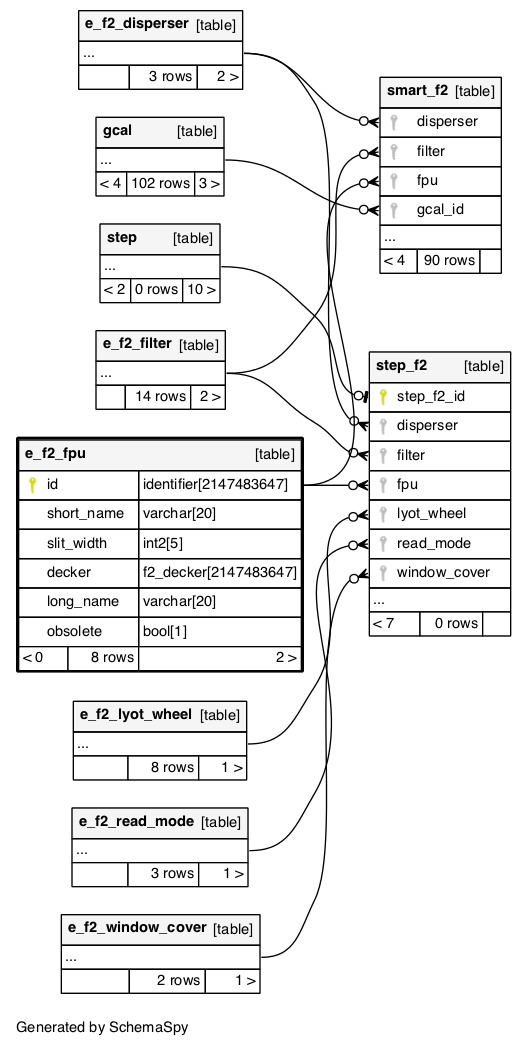 e_f2_disperser [table]
...
3 rows 2 >
gcal [table]
...
< 4 102 rows 3 >
step [table]
...
< 2 0 rows 10 >
e_f2_filter [table]
...
14 rows 2 >
e_f2_fpu [table]
id identifier[2147483647]
short_name varchar[20]
slit_width int2[5]
decker f2_decker[2147483647]
long_name varchar[20]
obsolete bool[1]
< 0 8 rows 2 >
e_f2_lyot_wheel [table]
...
8 rows 1 >
e_f2_read_mode [table]
...
3 rows 1 >
e_f2_window_cover [table]
...
2 rows 1 >
smart_f2 [table]
disperser
filter
fpu
gcal_id
...
< 4 90 rows
step_f2 [table]
step_f2_id
disperser
filter
fpu
lyot_wheel
read_mode
window_cover
...
< 7 0 rows
Generated by SchemaSpy